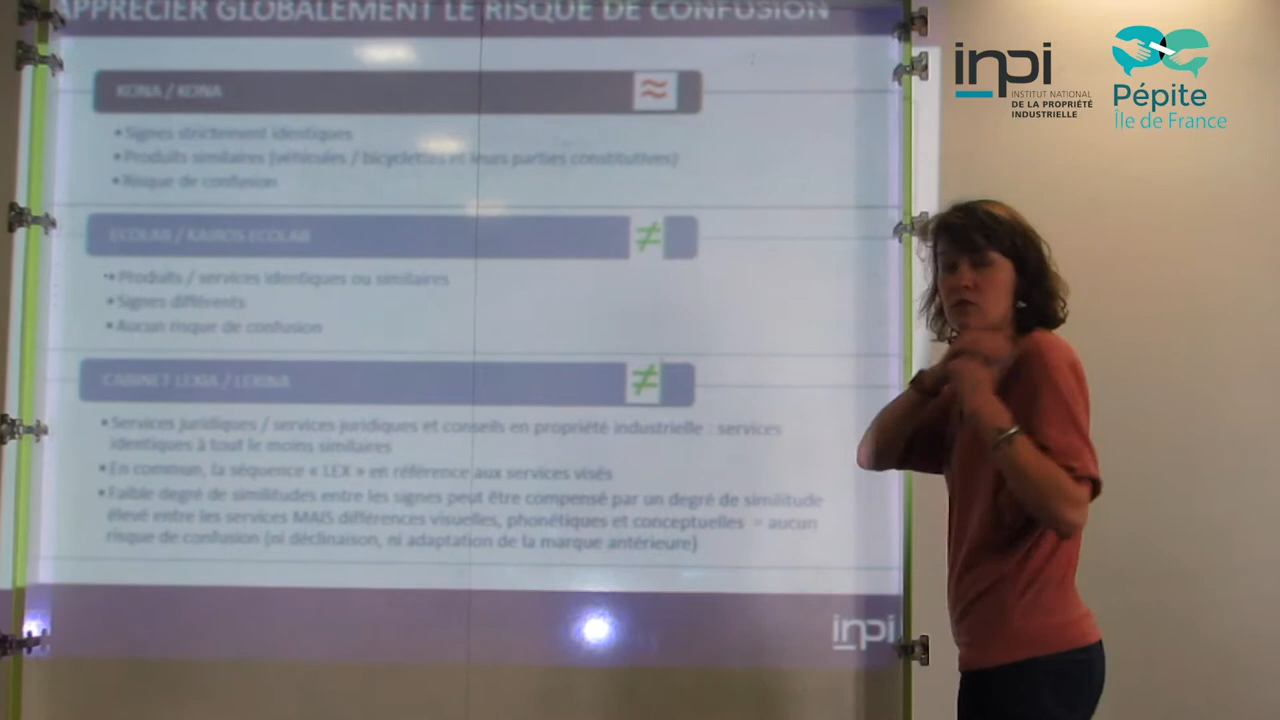 APPRÉCIER GLOBALEMENT LE RISQUE DE CONFUSION
KONA / KONA
≈
• Signes strictement identiques
• Produits similaires (véhicules / bicyclettes et leurs parties constitutives)
• Risque de confusion
ECOLAB / KAIROS ECOLAB
≠
• Produits / services identiques ou similaires
• Signes différents
• Aucun risque de confusion
CABINET LEXIA / LEXINA
≠
• Services juridiques / services juridiques et conseils en propriété industrielle : services
identiques à tout le moins similaires
• En commun, la séquence « LEX » en référence aux services visés
• Faible degré de similitudes entre les signes peut être compensé par un degré de similitude
élevé entre les services MAIS différences visuelles, phonétiques et conceptuelles = aucun
risque de confusion (ni déclinaison, ni adaptation de la marque antérieure)
inpi
inpi
INSTITUT NATIONAL
DE LA PROPRIÉTÉ
INDUSTRIELLE
Pépite
Île de France